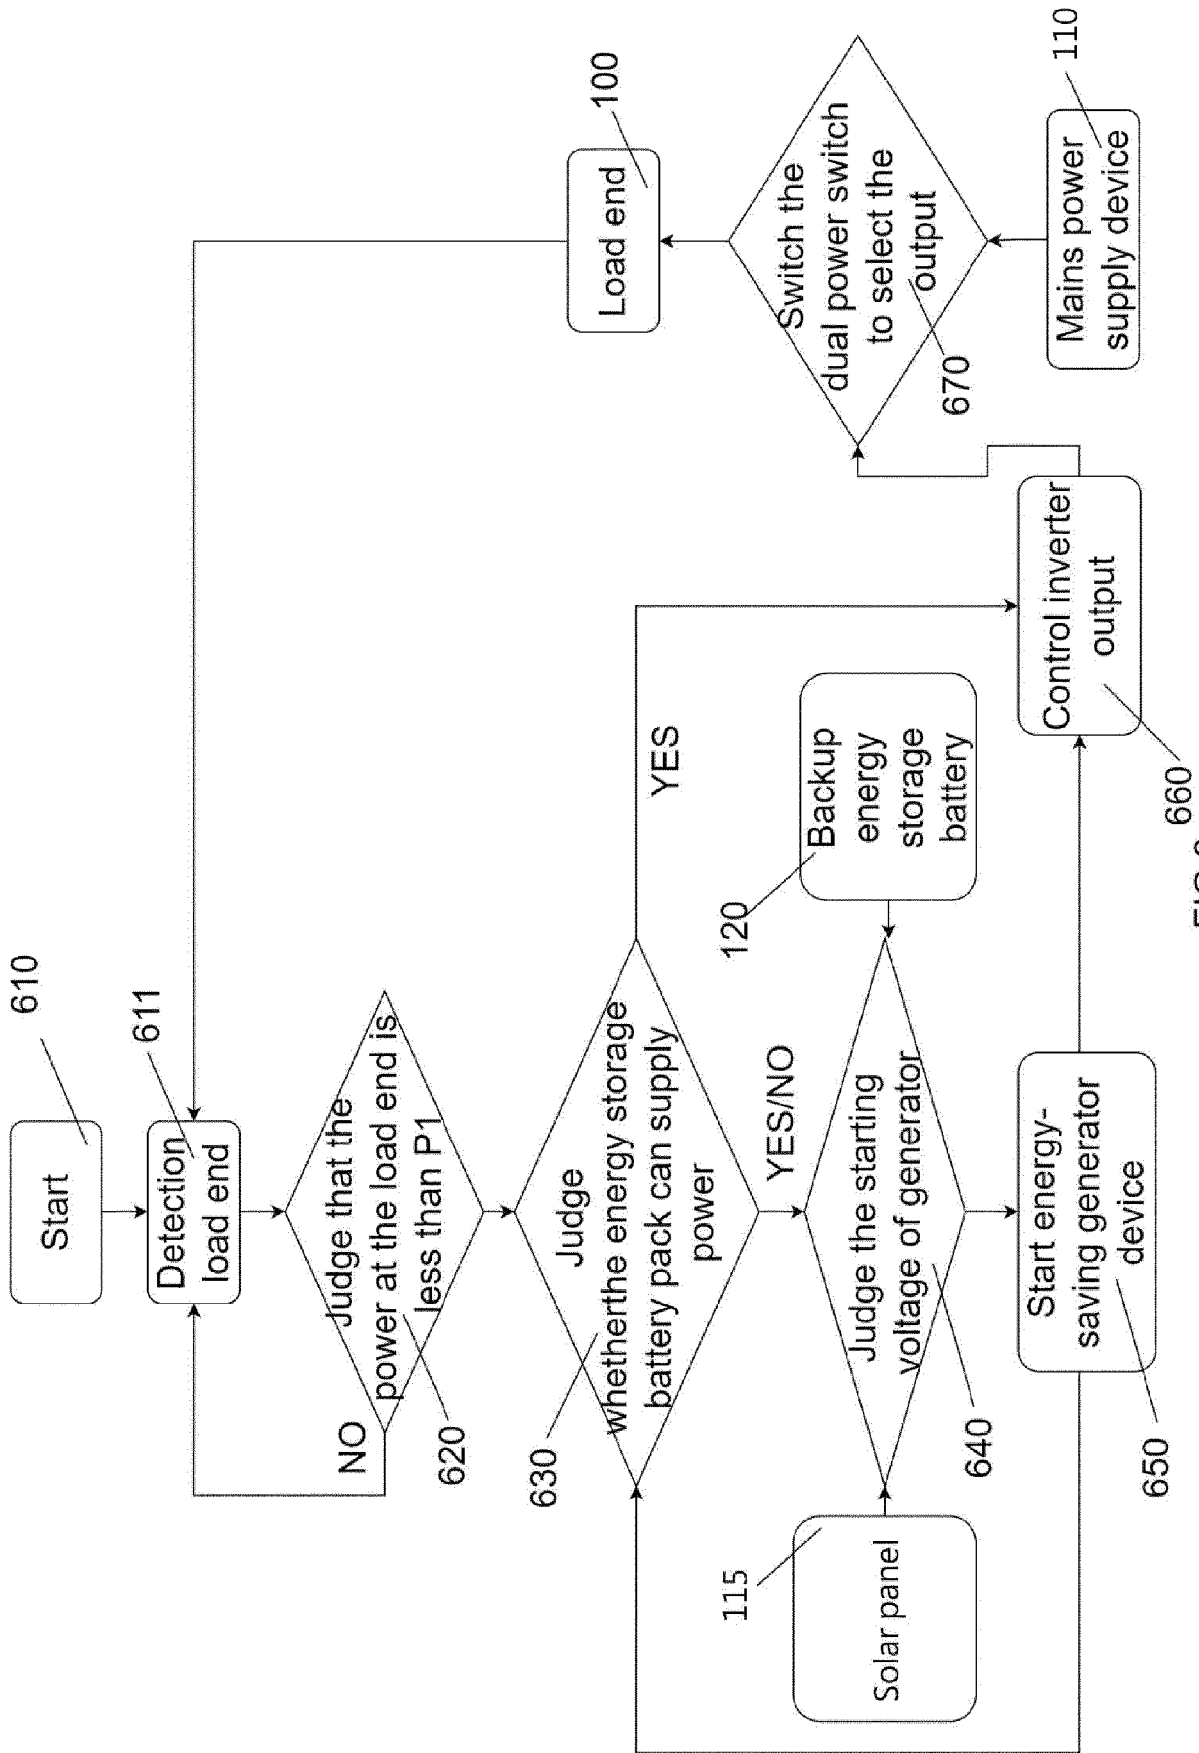 Start
610
Detection
load end
611
Judge that the
power at the load end is
less than P1
NO
620
Judge
whetherthe energy storage
battery pack can supply
power
630
YES
YES/NO
Judge the starting
voltage of generator
640
Solar panel
115
Backup
energy
storage
battery
120
Start energy-
saving generator
device
650
Control inverter
output
660
Switch the
dual power switch
to select the
output
670
Load end
100
Mains power
supply device
110